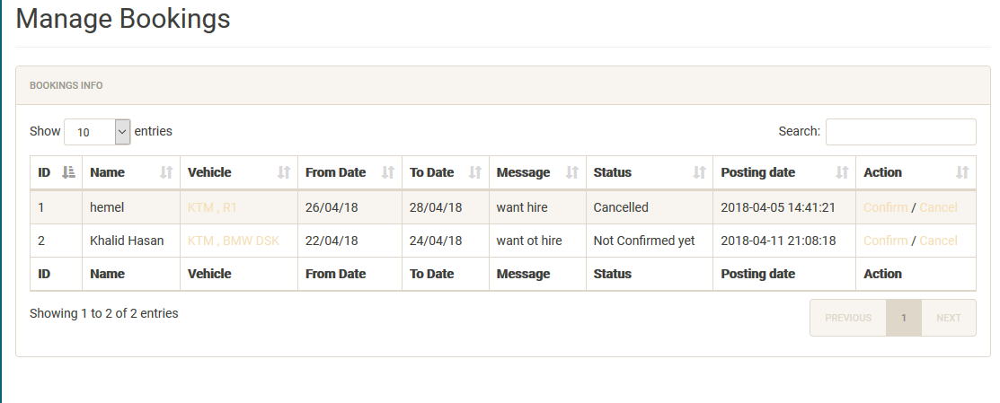 Manage Bookings
BOOKINGS INFO
Show 10 entries Search:
ID Name Vehicle From Date To Date Message Status Posting date Action
1 hemel KTM , R1 26/04/18 28/04/18 want hire Cancelled 2018-04-05 14:41:21 Confirm / Cancel
2 Khalid Hasan KTM , BMW DSK 22/04/18 24/04/18 want ot hire Not Confirmed yet 2018-04-11 21:08:18 Confirm / Cancel
ID Name Vehicle From Date To Date Message Status Posting date Action
Showing 1 to 2 of 2 entries PREVIOUS 1 NEXT